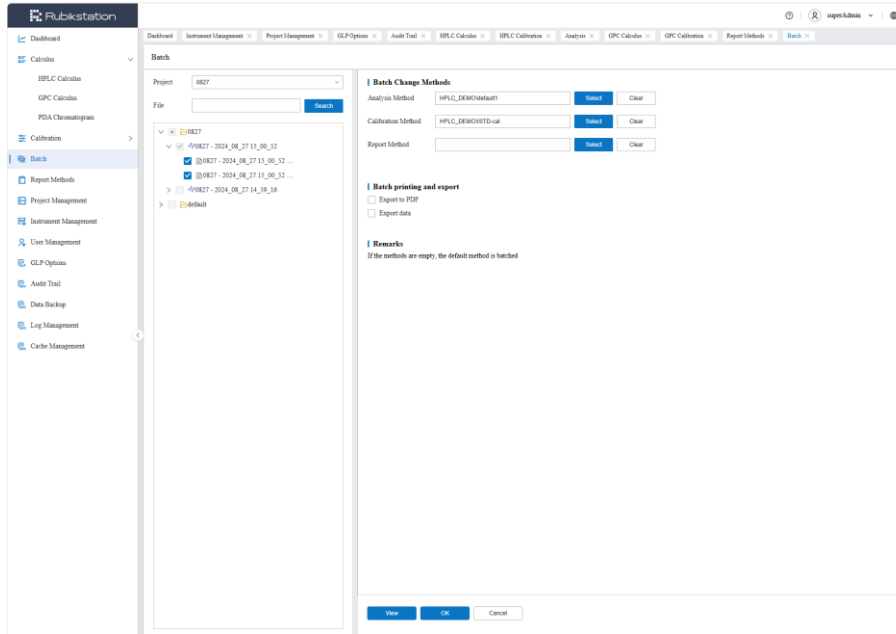 Rubikstation
superAdmin
Dashboard
Calculus
HPLC Calculus
GPC Calculus
PDA Chromatogram
Calibration
Batch
Report Methods
Project Management
Instrument Management
User Management
GLP Options
Audit Trail
Data Backup
Log Management
Cache Management
Dashboard Instrument Management Project Management GLP Options Audit Trail HPLC Calculus HPLC Calibration Analysis GPC Calculus GPC Calibration Report Methods Batch
Batch
Project 0827
File Search
0827
0827 - 2024_08_27 15_00_52
0827 - 2024_08_27 15_00_52 ...
0827 - 2024_08_27 15_00_52 ...
0827 - 2024_08_27 14_59_16
default
Batch Change Methods
Analysis Method HPLC_DEMO\default1 Select Clear
Calibration Method HPLC_DEMO\ISTD-cal Select Clear
Report Method Select Clear
Batch printing and export
Export to PDF
Export data
Remarks
If the methods are empty, the default method is batched
View OK Cancel